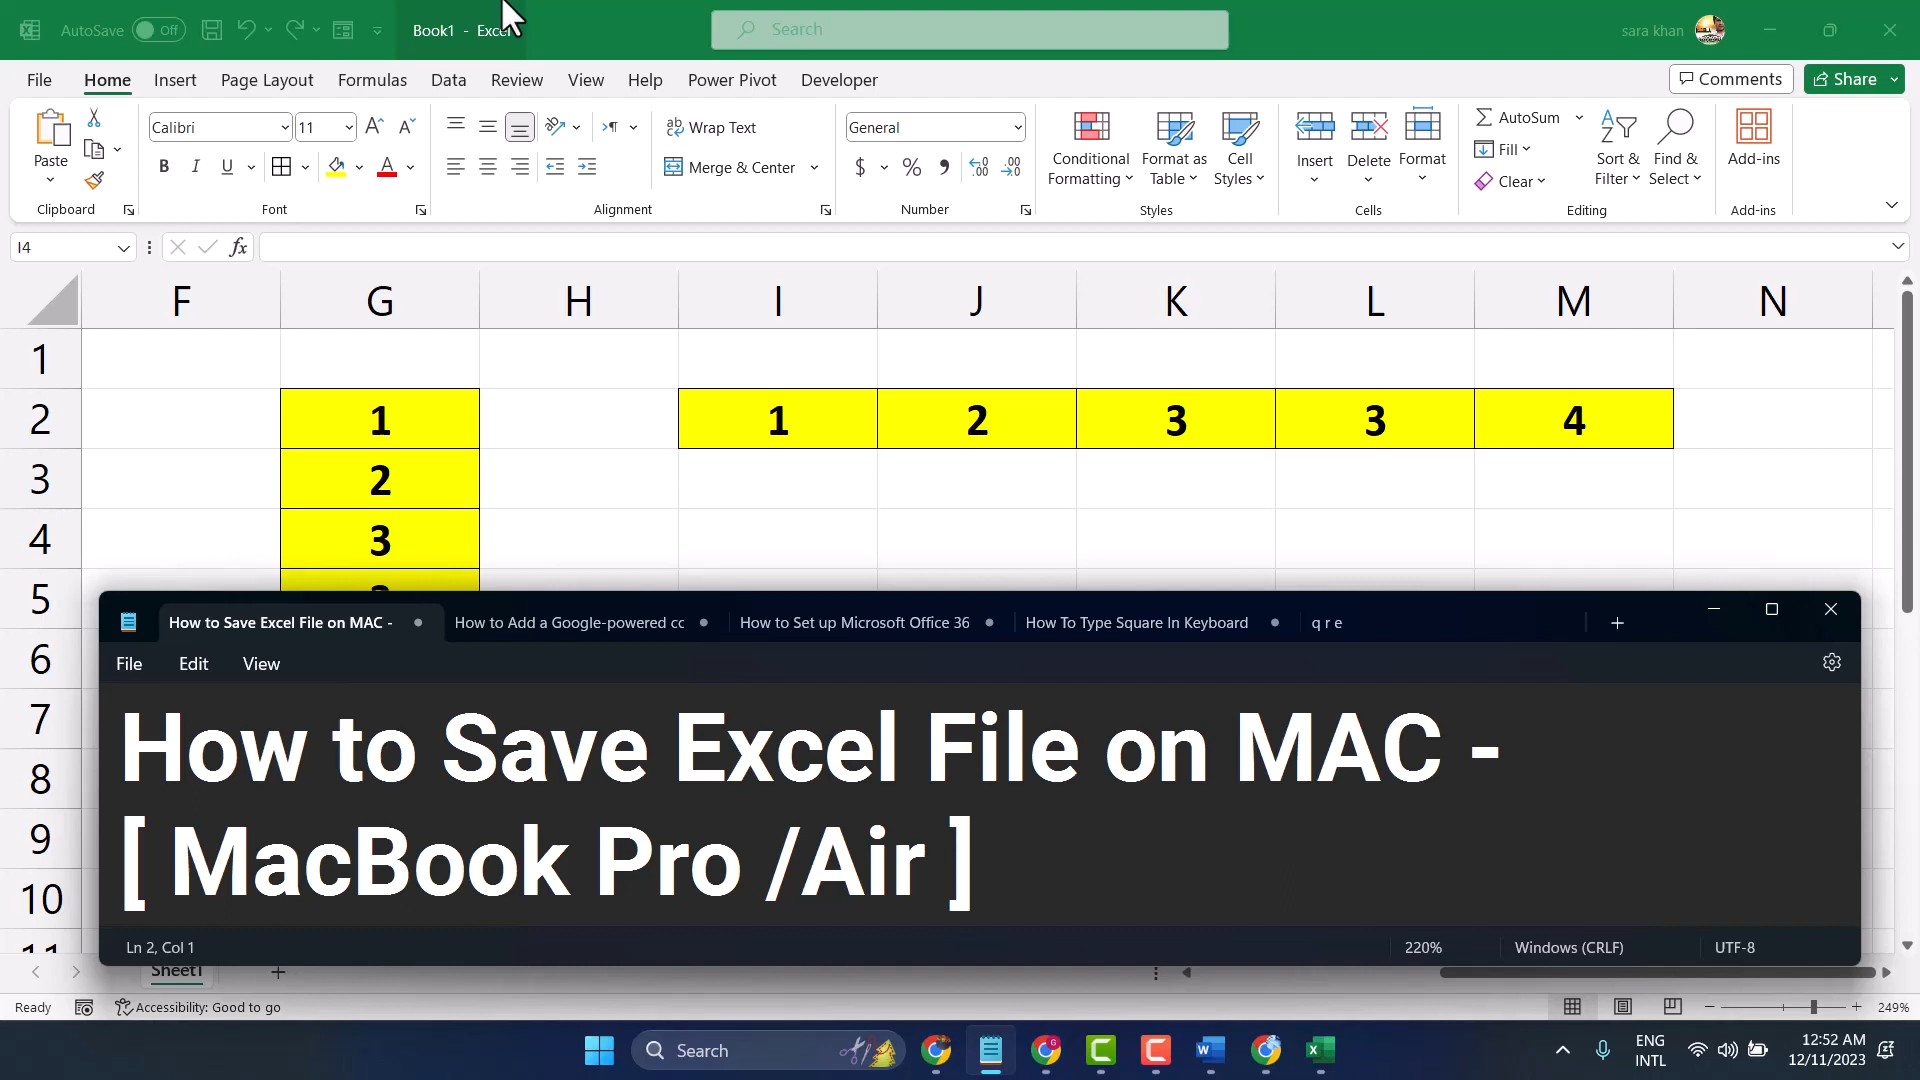 AutoSave Off Book1 - Excel Search sara khan
File Home Insert Page Layout Formulas Data Review View Help Power Pivot Developer Comments Share
Paste Calibri 11 Wrap Text General Conditional Formatting Format as Table Cell Styles Insert Delete Format AutoSum Sort & Filter Find & Select Add-ins
B I U A Merge & Center $ % Fill
Clear
Clipboard Font Alignment Number Styles Cells Editing Add-ins
I4 fx
F G H I J K L M N
1
2 1 1 2 3 3 4
3 2
4 3
5
6
7
8
9
10
How to Save Excel File on MAC - How to Add a Google-powered cc How to Set up Microsoft Office 36 How To Type Square In Keyboard q r e
File Edit View
How to Save Excel File on MAC -
[ MacBook Pro /Air ]
Ln 2, Col 1 220% Windows (CRLF) UTF-8
Sheet1
Ready Accessibility: Good to go 249%
Search ENG INTL 12:52 AM 12/11/2023